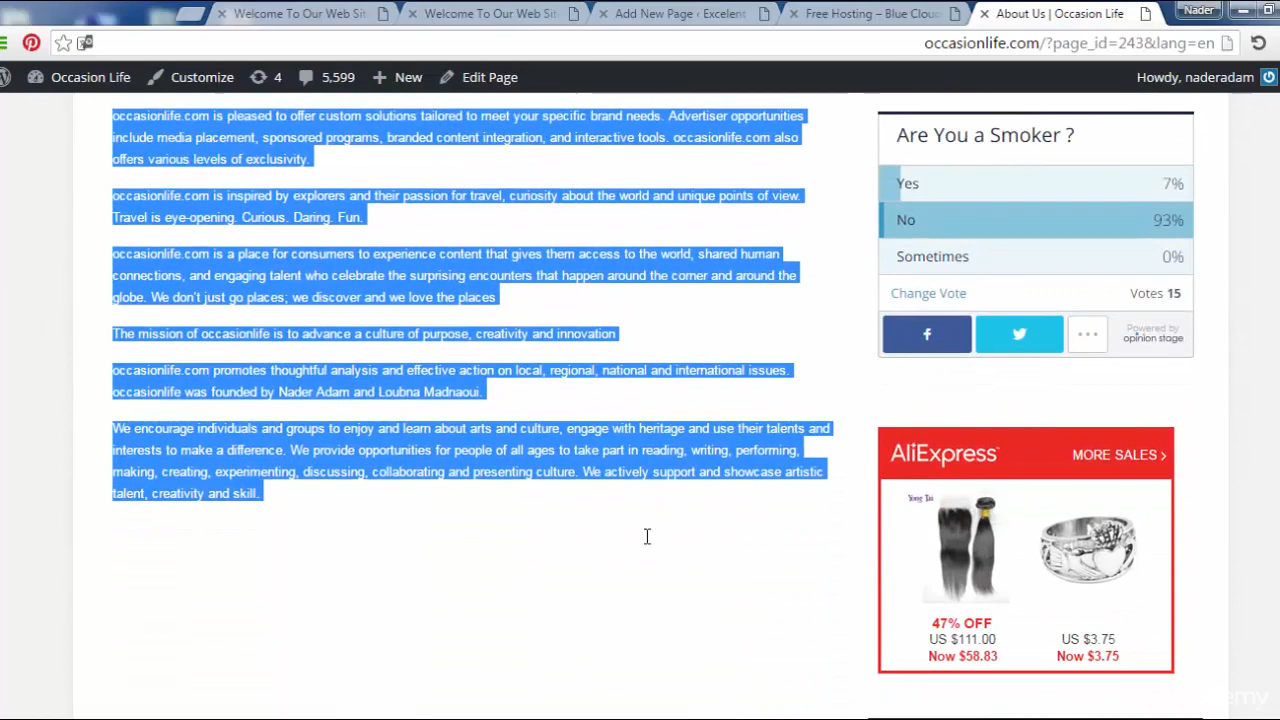 Welcome To Our Web Sit
Welcome To Our Web Sit
Add New Page ‹ Excelent
Free Hosting – Blue Cloud
About Us | Occasion Life
Nader
occasionlife.com/?page_id=243&lang=en
Occasion Life
Customize
4
5,599
New
Edit Page
Howdy, naderadam
occasionlife.com is pleased to offer custom solutions tailored to meet your specific brand needs. Advertiser opportunities
include media placement, sponsored programs, branded content integration, and interactive tools. occasionlife.com also
offers various levels of exclusivity.
occasionlife.com is inspired by explorers and their passion for travel, curiosity about the world and unique points of view.
Travel is eye-opening. Curious. Daring. Fun.
occasionlife.com is a place for consumers to experience content that gives them access to the world, shared human
connections, and engaging talent who celebrate the surprising encounters that happen around the corner and around the
globe. We don't just go places; we discover and we love the places
The mission of occasionlife is to advance a culture of purpose, creativity and innovation
occasionlife.com promotes thoughtful analysis and effective action on local, regional, national and international issues.
occasionlife was founded by Nader Adam and Loubna Madnaoui.
We encourage individuals and groups to enjoy and learn about arts and culture, engage with heritage and use their talents and
interests to make a difference. We provide opportunities for people of all ages to take part in reading, writing, performing,
making, creating, experimenting, discussing, collaborating and presenting culture. We actively support and showcase artistic
talent, creativity and skill.
Are You a Smoker ?
Yes 7%
No 93%
Sometimes 0%
Change Vote
Votes 15
Powered by
opinion stage
AliExpress
MORE SALES >
Yong Tai
47% OFF
US $111.00
Now $58.83
US $3.75
Now $3.75